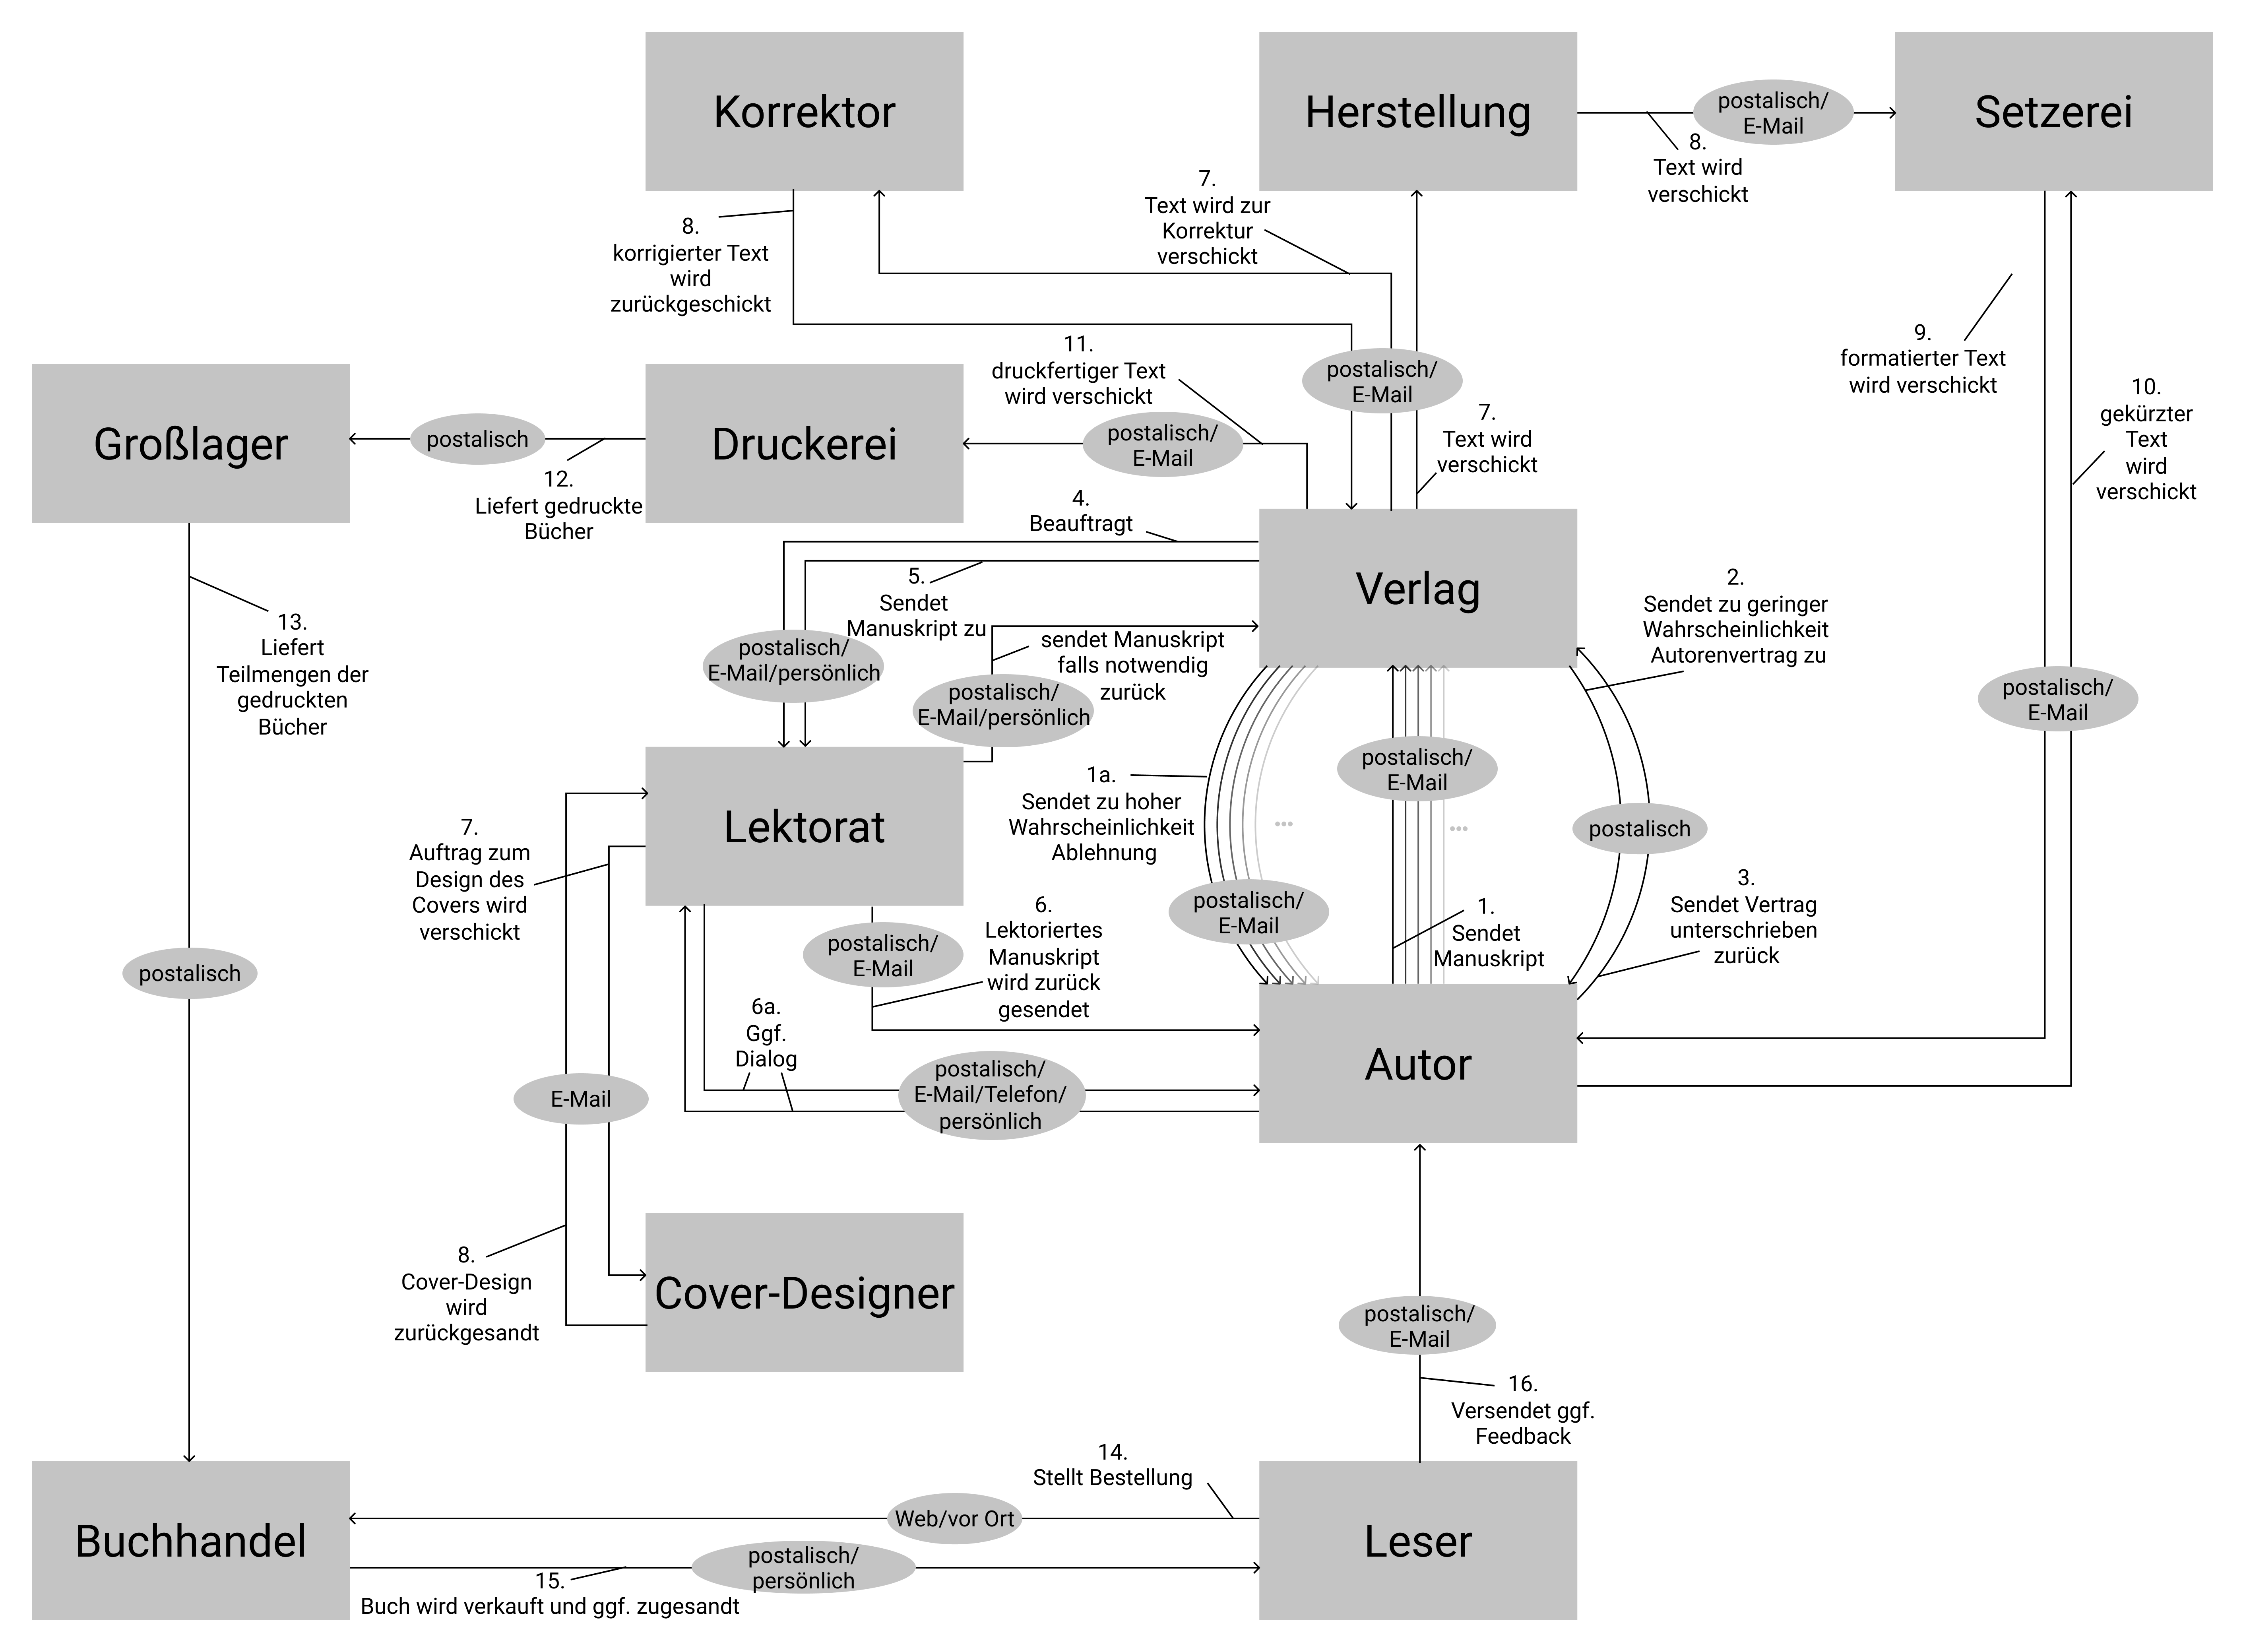 Korrektor
Herstellung
Setzerei
postalisch/
E-Mail
8.
Text wird
verschickt
7.
Text wird zur
Korrektur
verschickt
8.
korrigierter Text
wird
zurückgeschickt
9.
formatierter Text
wird verschickt
10.
gekürzter
Text
wird
verschickt
11.
druckfertiger Text
wird verschickt
postalisch/
E-Mail
7.
Text wird
verschickt
Großlager
postalisch
Druckerei
postalisch/
E-Mail
12.
Liefert gedruckte
Bücher
4.
Beauftragt
5.
Sendet
Manuskript zu
Verlag
2.
Sendet zu geringer
Wahrscheinlichkeit
Autorenvertrag zu
13.
Liefert
Teilmengen der
gedruckten
Bücher
postalisch/
E-Mail/persönlich
sendet Manuskript
falls notwendig
zurück
postalisch/
E-Mail/persönlich
postalisch/
E-Mail
Lektorat
1a.
Sendet zu hoher
Wahrscheinlichkeit
Ablehnung
...
postalisch/
E-Mail
...
postalisch
7.
Auftrag zum
Design des
Covers wird
verschickt
postalisch/
E-Mail
6.
Lektoriertes
Manuskript
wird zurück
gesendet
postalisch/
E-Mail
1.
Sendet
Manuskript
3.
Sendet Vertrag
unterschrieben
zurück
postalisch
6a.
Ggf.
Dialog
postalisch/
E-Mail/Telefon/
persönlich
Autor
E-Mail
8.
Cover-Design
wird
zurückgesandt
Cover-Designer
postalisch/
E-Mail
16.
Versendet ggf.
Feedback
14.
Stellt Bestellung
Buchhandel
Web/vor Ort
Leser
postalisch/
persönlich
15.
Buch wird verkauft und ggf. zugesandt